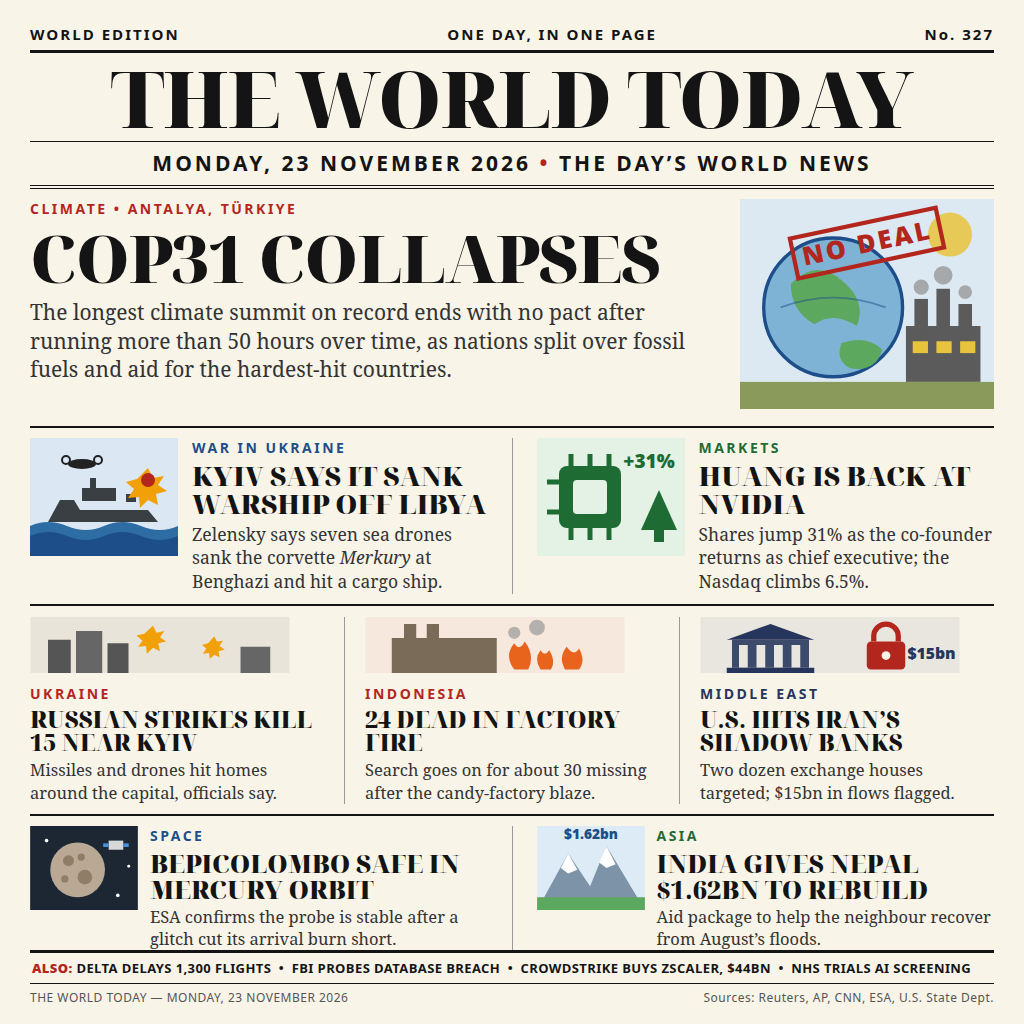 WORLD EDITION
ONE DAY, IN ONE PAGE
No. 327
THE WORLD TODAY
MONDAY, 23 NOVEMBER 2026 • THE DAY’S WORLD NEWS
CLIMATE • ANTALYA, TÜRKIYE
COP31 COLLAPSES
The longest climate summit on record ends with no pact after
running more than 50 hours over time, as nations split over fossil
fuels and aid for the hardest-hit countries.
NO DEAL
WAR IN UKRAINE
KYIV SAYS IT SANK
WARSHIP OFF LIBYA
Zelensky says seven sea drones
sank the corvette Merkury at
Benghazi and hit a cargo ship.
+31%
MARKETS
HUANG IS BACK AT
NVIDIA
Shares jump 31% as the co-founder
returns as chief executive; the
Nasdaq climbs 6.5%.
UKRAINE
RUSSIAN STRIKES KILL
15 NEAR KYIV
Missiles and drones hit homes
around the capital, officials say.
INDONESIA
24 DEAD IN FACTORY
FIRE
Search goes on for about 30 missing
after the candy-factory blaze.
$15bn
MIDDLE EAST
U.S. HITS IRAN’S
SHADOW BANKS
Two dozen exchange houses
targeted; $15bn in flows flagged.
SPACE
BEPICOLOMBO SAFE IN
MERCURY ORBIT
ESA confirms the probe is stable after a
glitch cut its arrival burn short.
$1.62bn
ASIA
INDIA GIVES NEPAL
$1.62BN TO REBUILD
Aid package to help the neighbour recover
from August’s floods.
ALSO: DELTA DELAYS 1,300 FLIGHTS • FBI PROBES DATABASE BREACH • CROWDSTRIKE BUYS ZSCALER, $44BN • NHS TRIALS AI SCREENING
THE WORLD TODAY — MONDAY, 23 NOVEMBER 2026
Sources: Reuters, AP, CNN, ESA, U.S. State Dept.